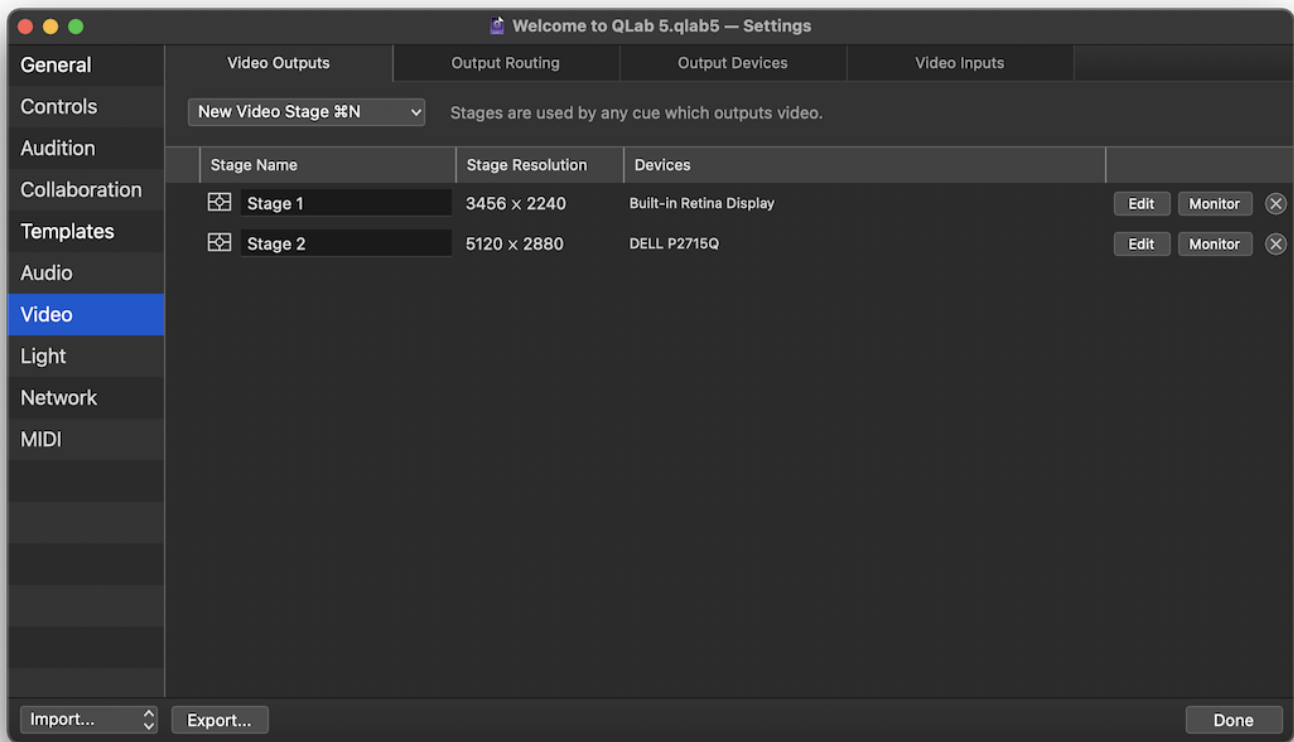 Welcome to QLab 5.qlab5 — Settings
General
Controls
Audition
Collaboration
Templates
Audio
Video
Light
Network
MIDI
Video Outputs Output Routing Output Devices Video Inputs
New Video Stage ⌘N Stages are used by any cue which outputs video.
Stage Name Stage Resolution Devices
Stage 1 3456 × 2240 Built-in Retina Display Edit Monitor
Stage 2 5120 × 2880 DELL P2715Q Edit Monitor
Import... Export... Done